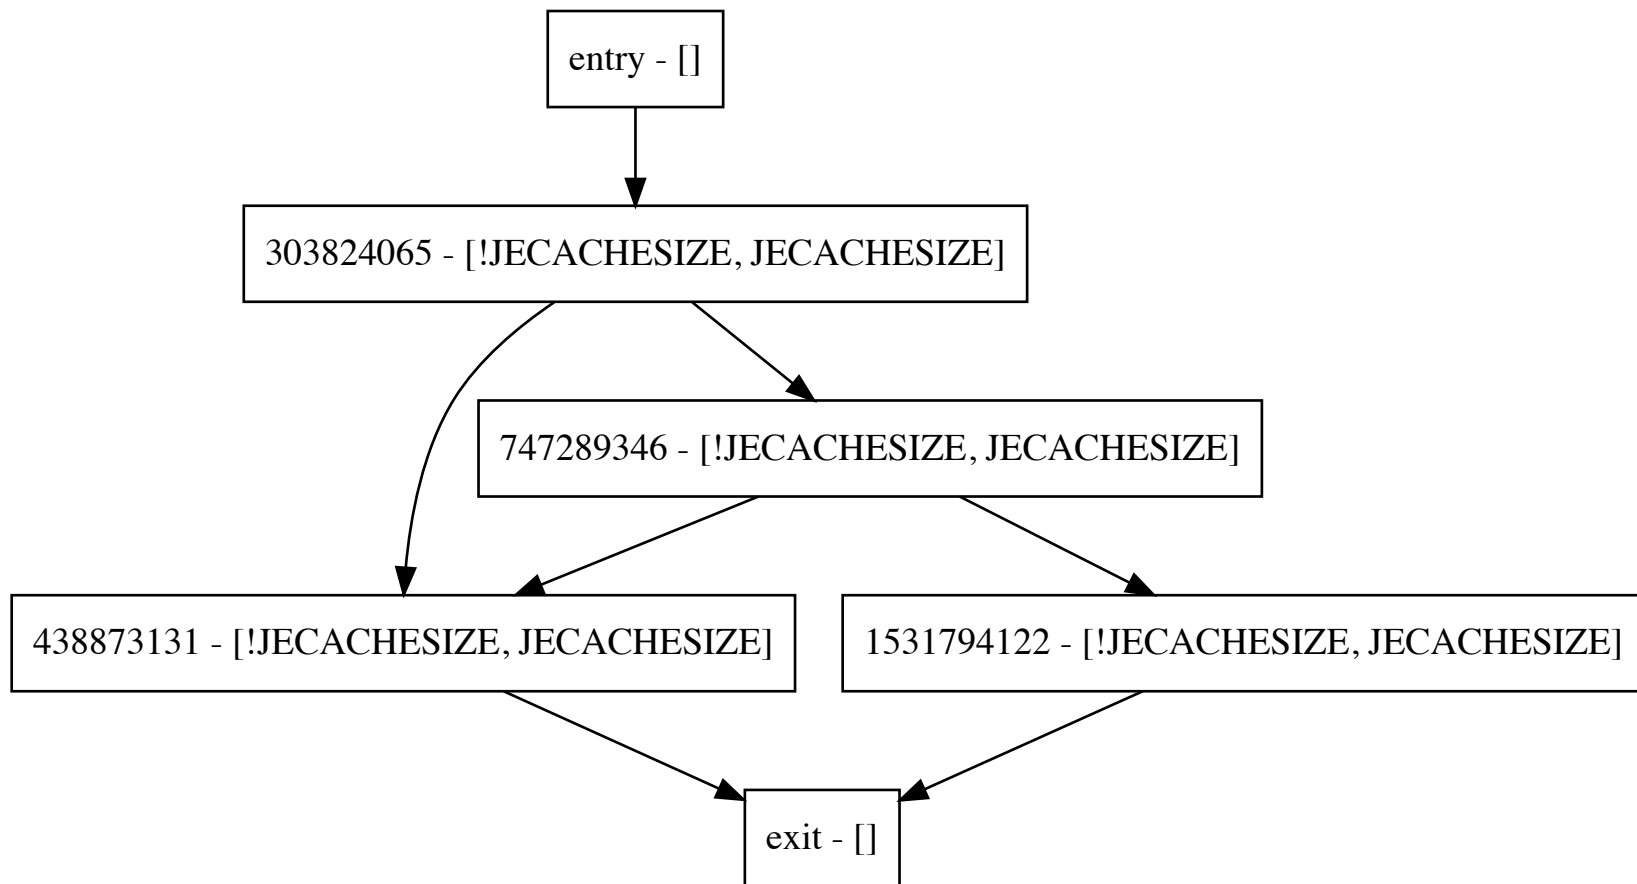 entry - []
303824065 - [!JECACHESIZE, JECACHESIZE]
747289346 - [!JECACHESIZE, JECACHESIZE]
438873131 - [!JECACHESIZE, JECACHESIZE]
1531794122 - [!JECACHESIZE, JECACHESIZE]
exit - []